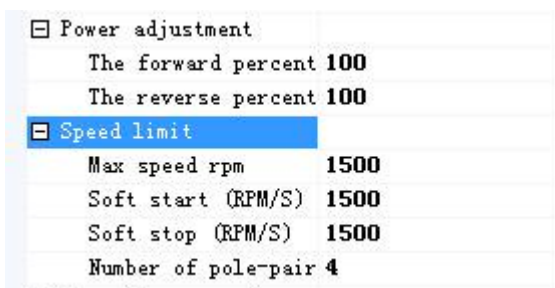 Power adjustment
The forward percent 100
The reverse percent 100
Speed limit
Max speed rpm 1500
Soft start (RPM/S) 1500
Soft stop (RPM/S) 1500
Number of pole-pair 4